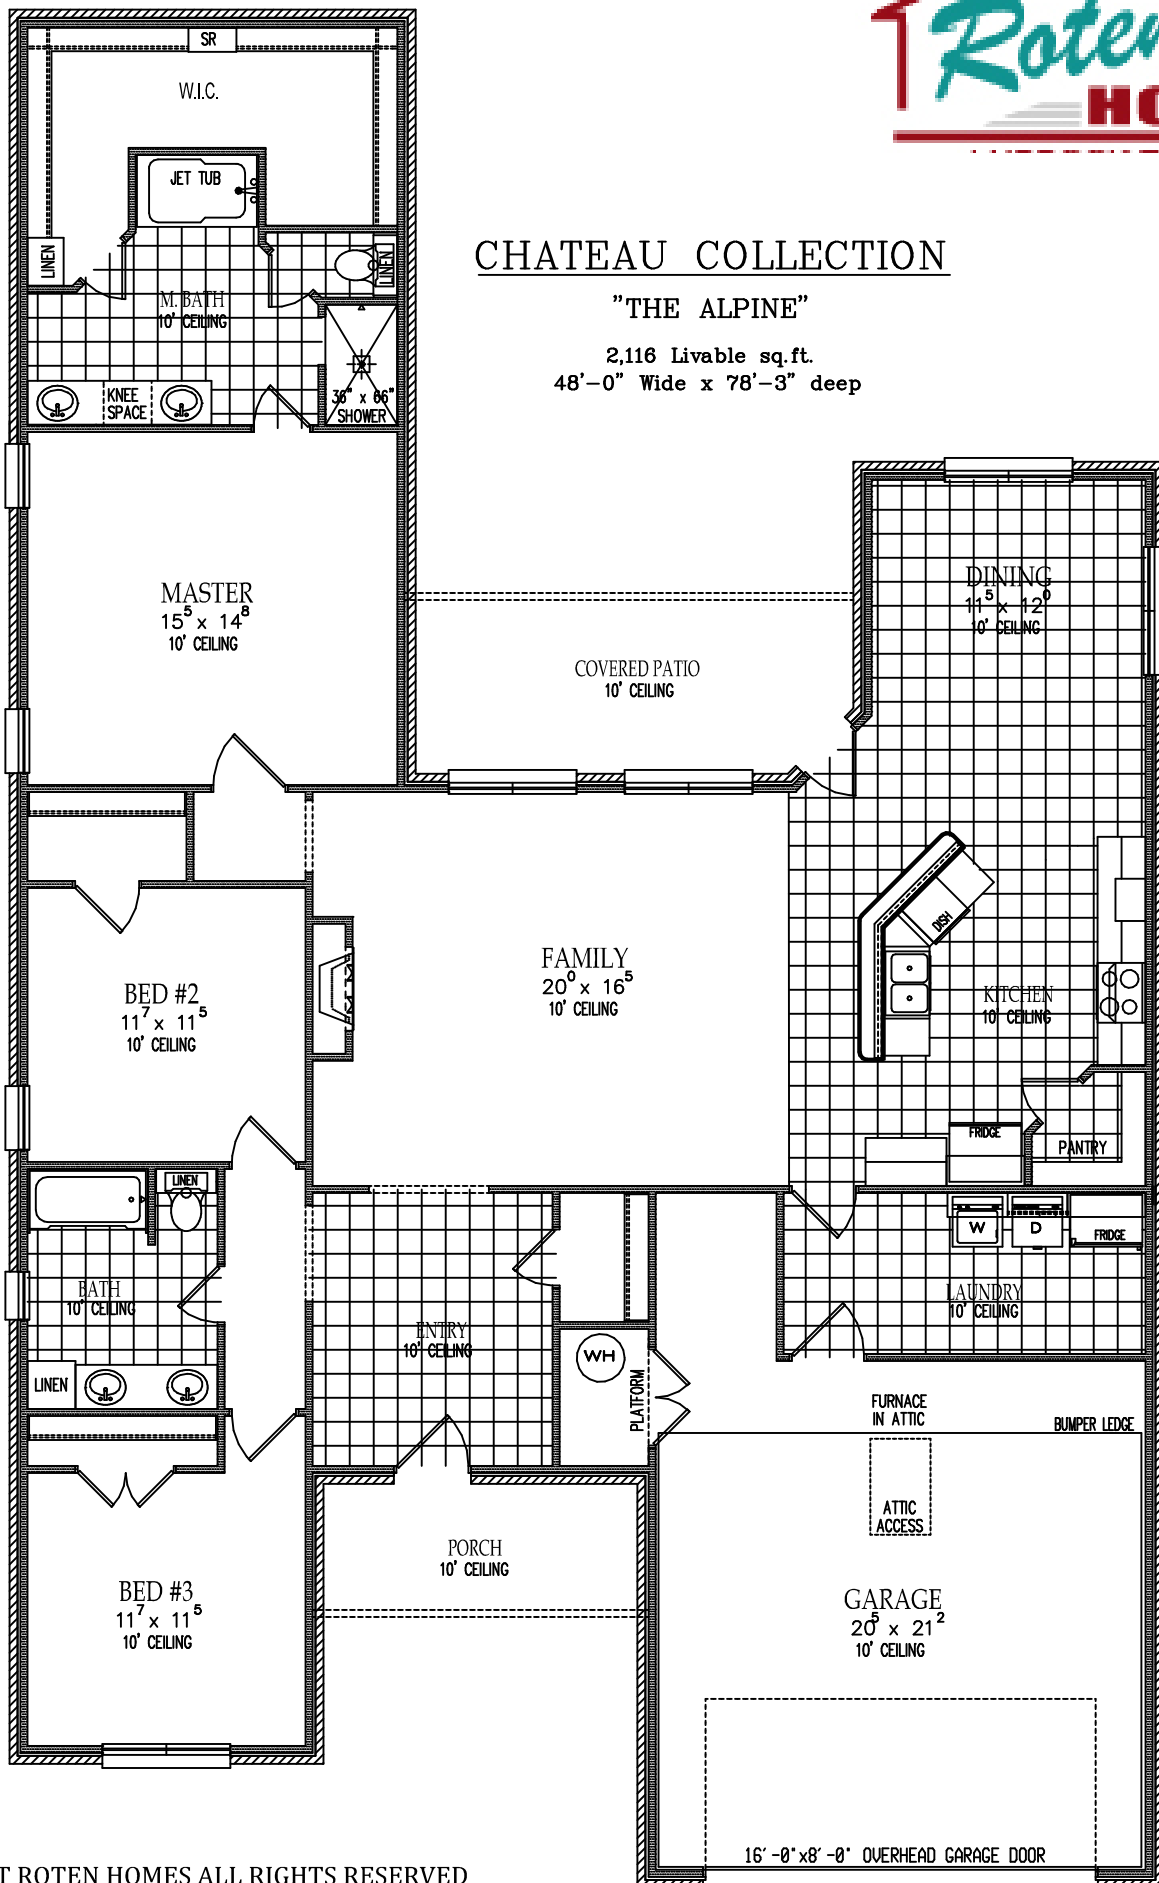 Roten
HO
SR
W.I.C.
JET TUB
LINEN
LINEN
M. BATH
10' CEILING
KNEE
SPACE
36" x 66"
SHOWER
CHATEAU COLLECTION
"THE ALPINE"
2,116 Livable sq.ft.
48'-0" Wide x 78'-3" deep
MASTER
15⁵ x 14⁸
10' CEILING
DINING
11⁵ x 12⁰
10' CEILING
COVERED PATIO
10' CEILING
FAMILY
20⁰ x 16⁵
10' CEILING
DISH
KITCHEN
10' CEILING
BED #2
11⁷ x 11⁵
10' CEILING
FRIDGE
PANTRY
LINEN
BATH
10' CEILING
LINEN
ENTRY
10' CEILING
W
D
FRIDGE
LAUNDRY
10' CEILING
WH
PLATFORM
FURNACE
IN ATTIC
BUMPER LEDGE
ATTIC
ACCESS
PORCH
10' CEILING
BED #3
11⁷ x 11⁵
10' CEILING
GARAGE
20⁵ x 21²
10' CEILING
16'-0"x8'-0" OVERHEAD GARAGE DOOR
T ROTEN HOMES ALL RIGHTS RESERVED